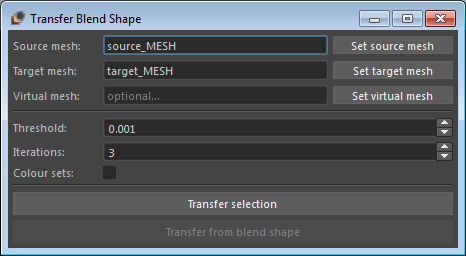 Transfer Blend Shape
Source mesh: source_MESH Set source mesh
Target mesh: target_MESH Set target mesh
Virtual mesh: optional... Set virtual mesh
Threshold: 0.001
Iterations: 3
Colour sets:
Transfer selection
Transfer from blend shape